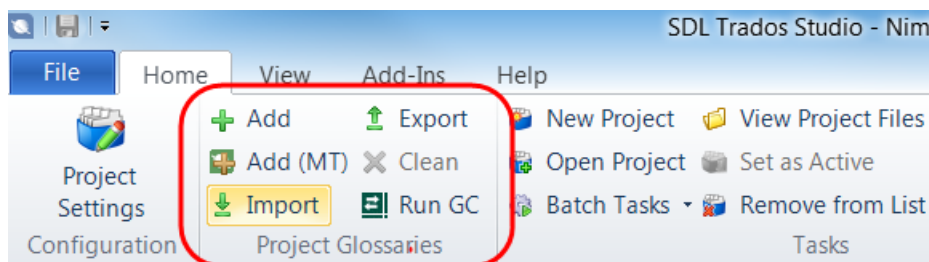 SDL Trados Studio - Nim
File Home View Add-Ins Help
Add Export New Project View Project Files
Project Settings Add (MT) Clean Open Project Set as Active
Import Run GC Batch Tasks Remove from List
Configuration Project Glossaries Tasks